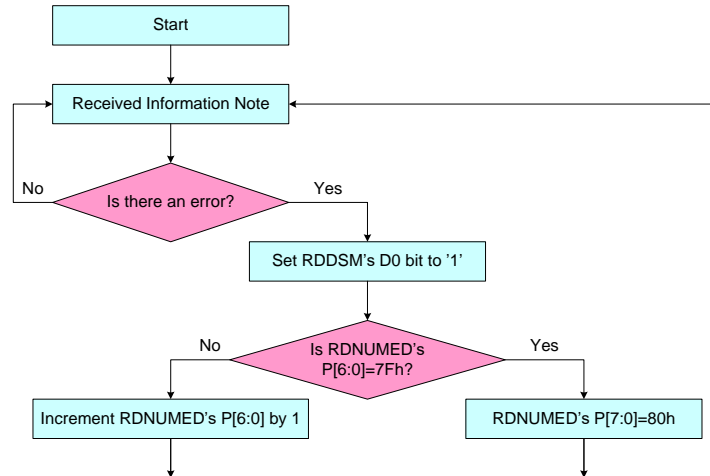 Start
Received Information Note
No
Yes
Is there an error?
Set RDDSM's D0 bit to '1'
No
Is RDNUMED's
P[6:0]=7Fh?
Yes
Increment RDNUMED's P[6:0] by 1
RDNUMED's P[7:0]=80h